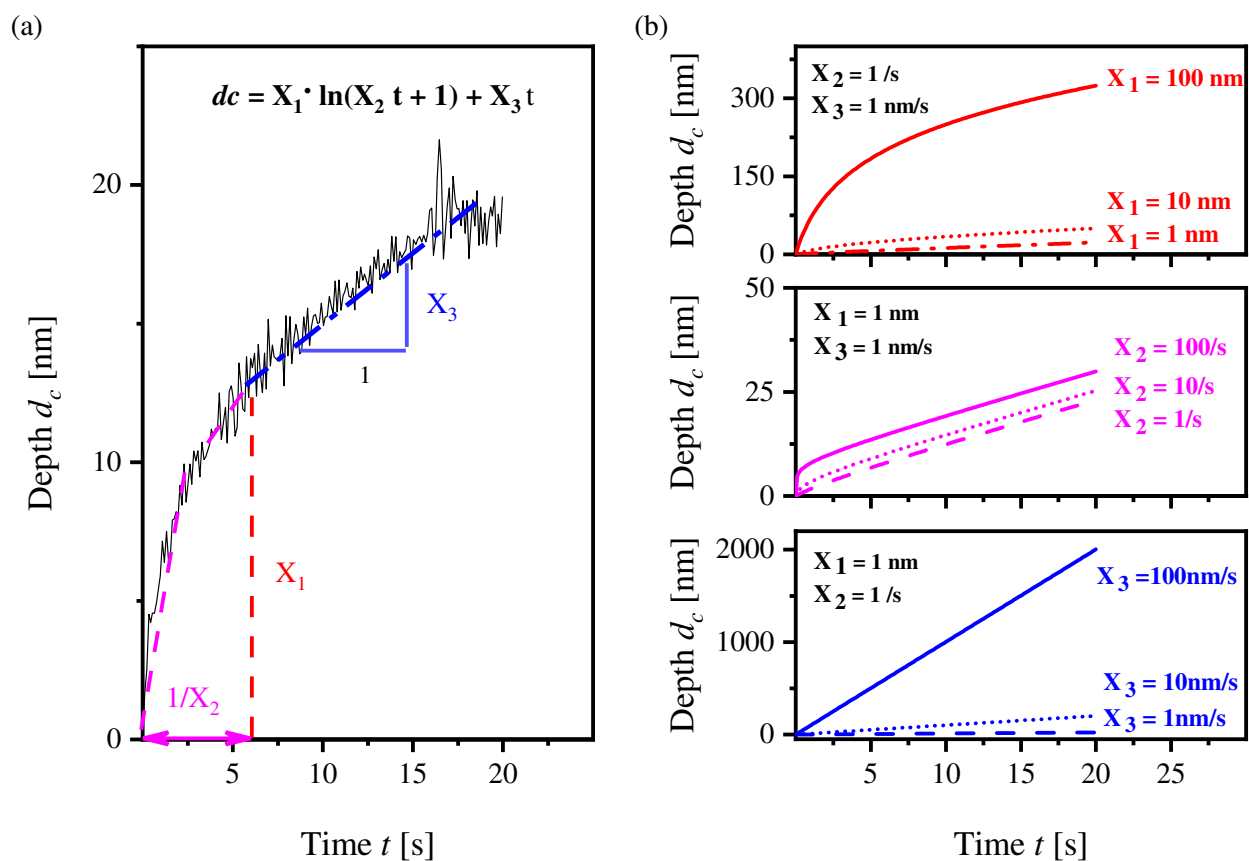 (a)
dc = X1· ln(X2 t + 1) + X3 t
20
10
0
5
10
15
20
Depth dc [nm]
Time t [s]
X3
1
X1
1/X2
(b)
300
150
0
Depth dc [nm]
X2 = 1 /s
X3 = 1 nm/s
X1 = 100 nm
X1 = 10 nm
X1 = 1 nm
50
25
0
Depth dc [nm]
X1 = 1 nm
X3 = 1 nm/s
X2 = 100/s
X2 = 10/s
X2 = 1/s
2000
1000
0
Depth dc [nm]
X1 = 1 nm
X2 = 1 /s
X3 =100nm/s
X3 = 10nm/s
X3 = 1nm/s
5
10
15
20
25
Time t [s]